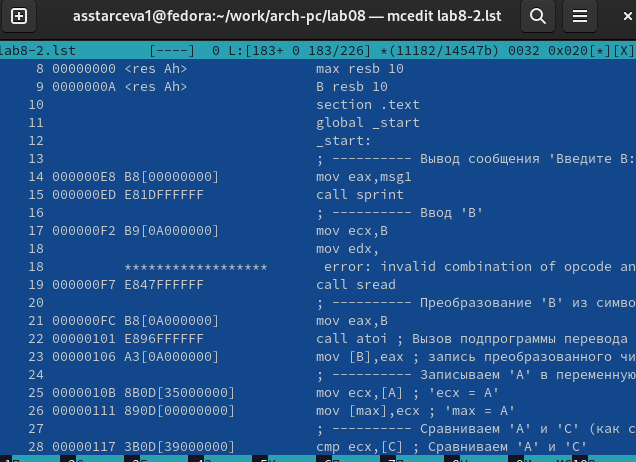 asstarceva1@fedora:~/work/arch-pc/lab08 — mcedit lab8-2.lst
lab8-2.lst [----] 0 L:[183+ 0 183/226] *(11182/14547b) 0032 0x020[*][X]
8 00000000 <res Ah> max resb 10
9 0000000A <res Ah> B resb 10
10 section .text
11 global _start
12 _start:
13 ; ---------- Вывод сообщения 'Введите B:
14 000000E8 B8[00000000] mov eax,msg1
15 000000ED E81DFFFFFF call sprint
16 ; ---------- Ввод 'B'
17 000000F2 B9[0A000000] mov ecx,B
18 mov edx,
18 ****************** error: invalid combination of opcode an
19 000000F7 E847FFFFFF call sread
20 ; ---------- Преобразование 'B' из симво
21 000000FC B8[0A000000] mov eax,B
22 00000101 E896FFFFFF call atoi ; Вызов подпрограммы перевода
23 00000106 A3[0A000000] mov [B],eax ; запись преобразованного чи
24 ; ---------- Записываем 'A' в переменную
25 0000010B 8B0D[35000000] mov ecx,[A] ; 'ecx = A'
26 00000111 890D[00000000] mov [max],ecx ; 'max = A'
27 ; ---------- Сравниваем 'A' и 'C' (как с
28 00000117 3B0D[39000000] cmp ecx,[C] ; Сравниваем 'A' и 'C'